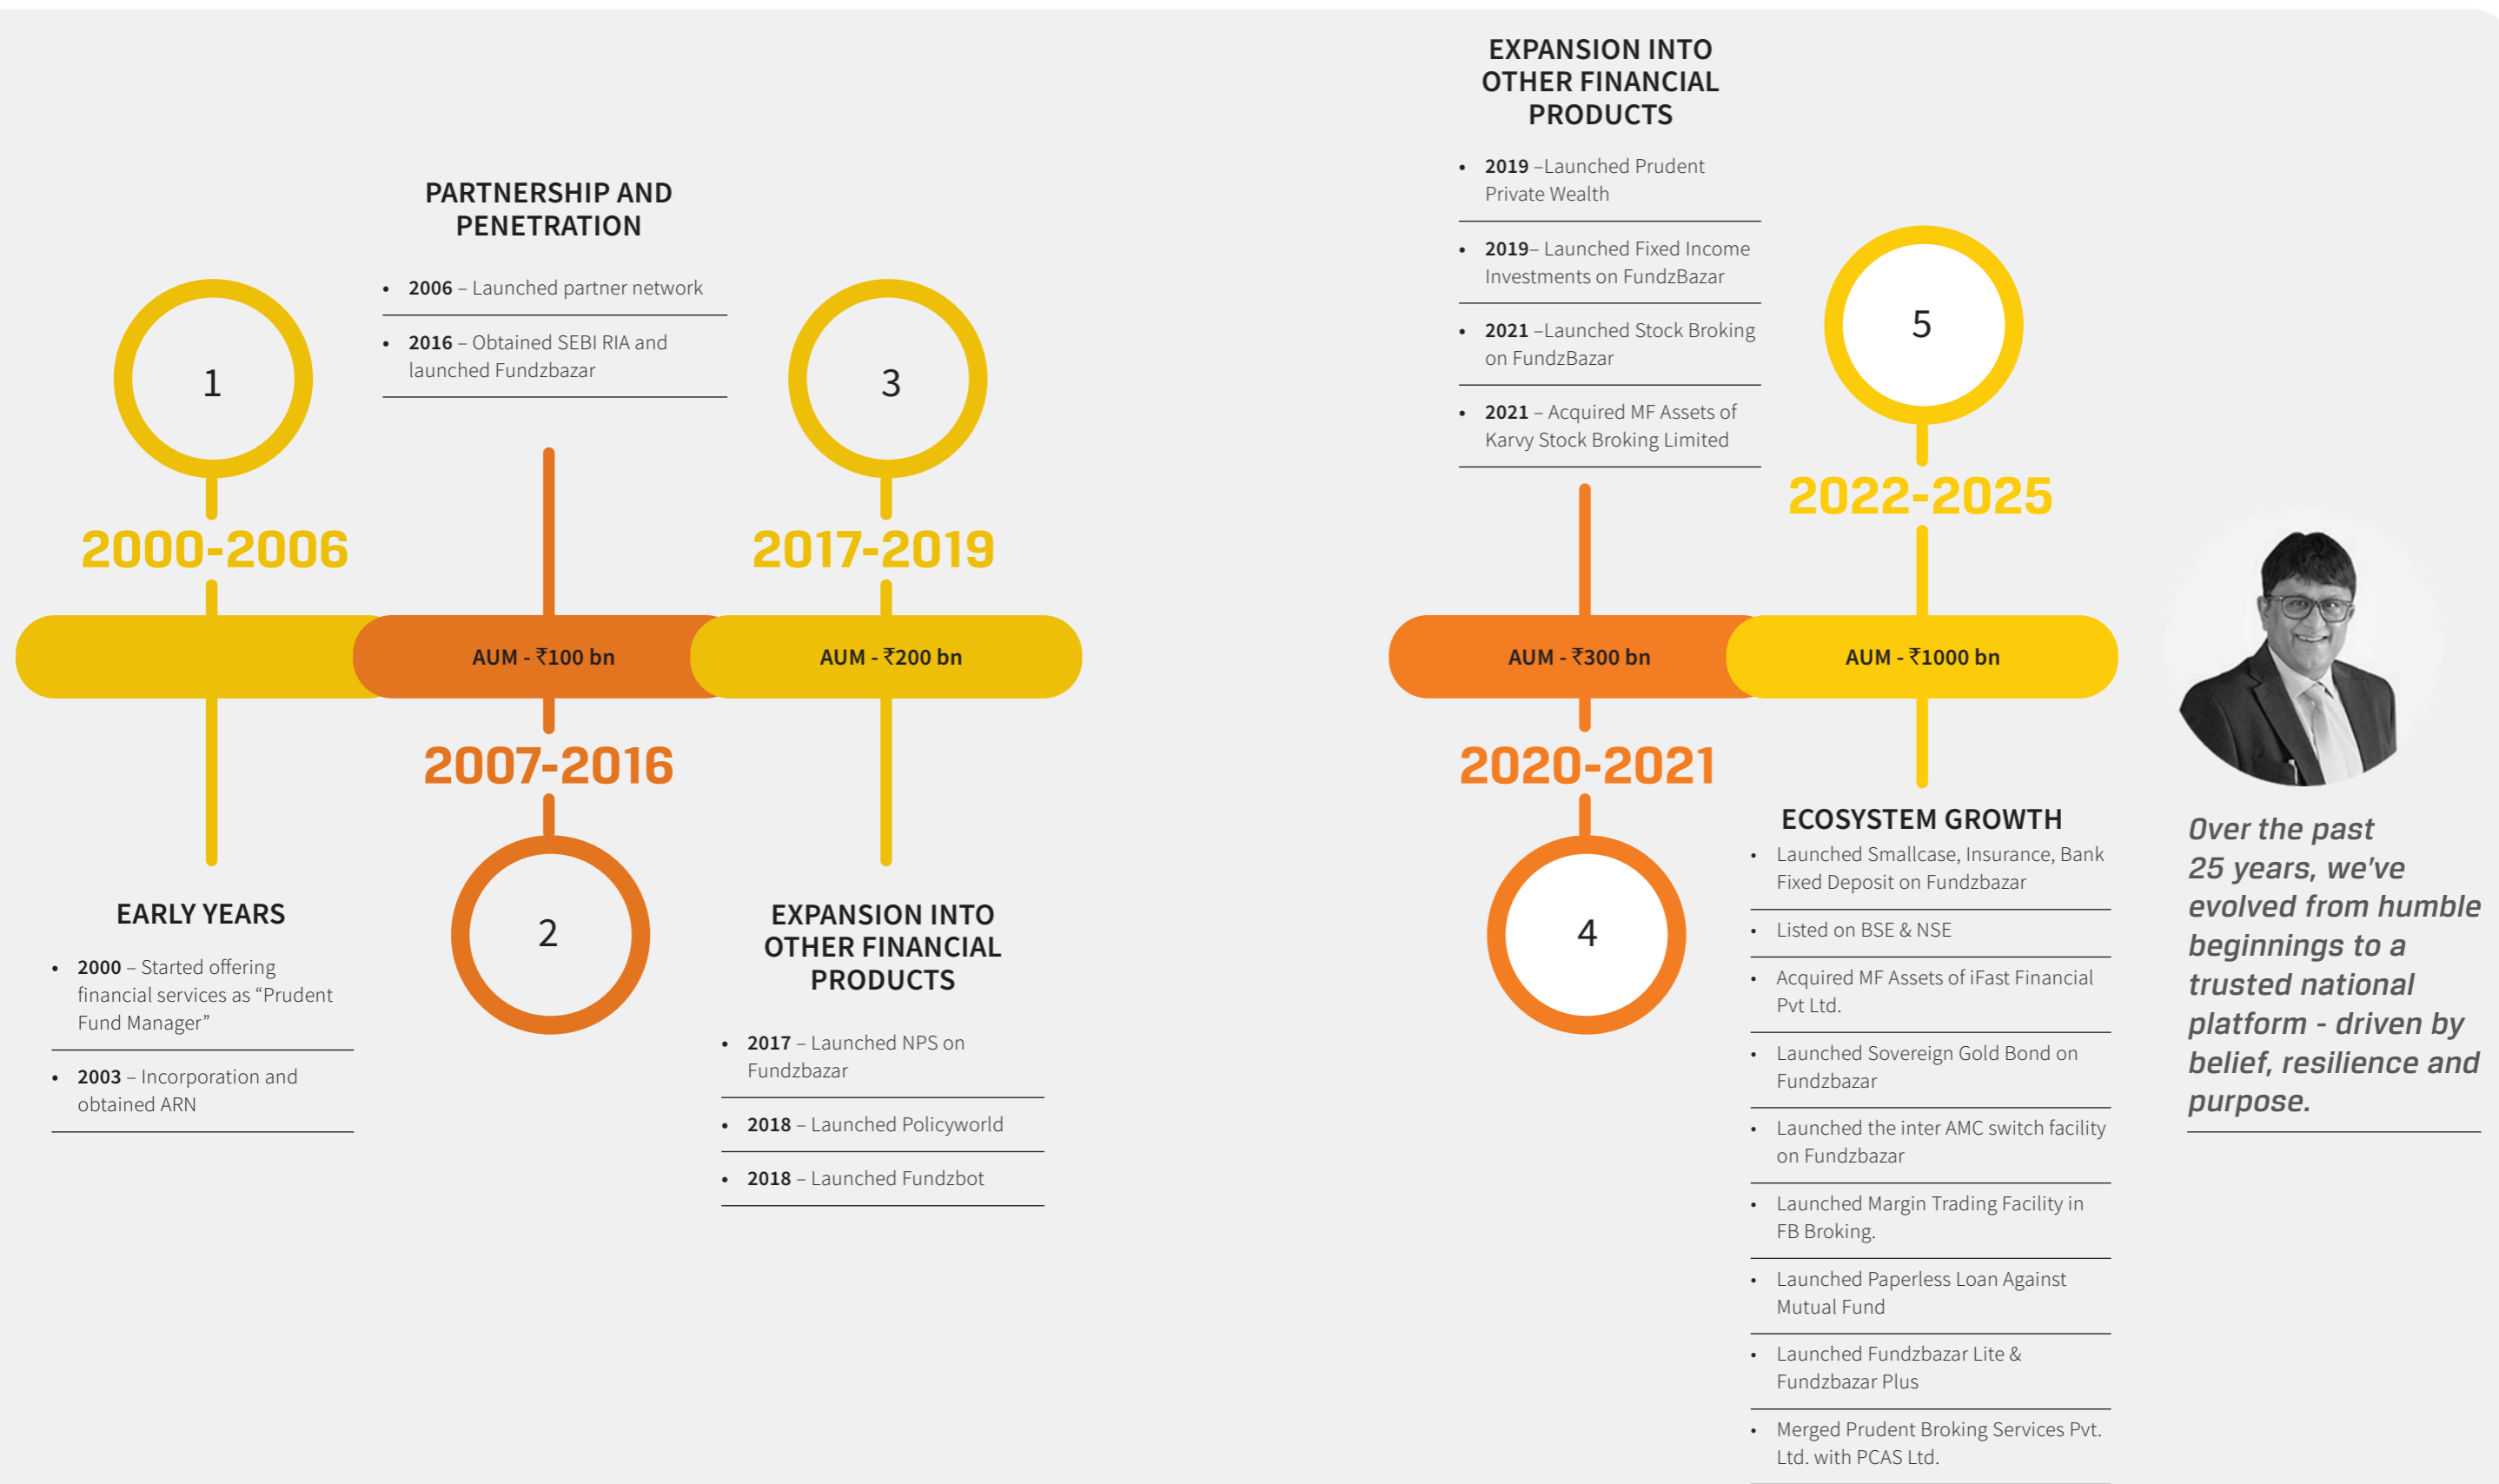 1
2000-2006
EARLY YEARS
• 2000 – Started offering
financial services as “Prudent
Fund Manager”
• 2003 – Incorporation and
obtained ARN
PARTNERSHIP AND
PENETRATION
• 2006 – Launched partner network
• 2016 – Obtained SEBI RIA and
launched Fundzbazar
AUM - ₹100 bn
2007-2016
2
3
2017-2019
AUM - ₹200 bn
EXPANSION INTO
OTHER FINANCIAL
PRODUCTS
• 2017 – Launched NPS on
Fundzbazar
• 2018 – Launched Policyworld
• 2018 – Launched Fundzbot
EXPANSION INTO
OTHER FINANCIAL
PRODUCTS
• 2019 –Launched Prudent
Private Wealth
• 2019– Launched Fixed Income
Investments on FundzBazar
• 2021 –Launched Stock Broking
on FundzBazar
• 2021 – Acquired MF Assets of
Karvy Stock Broking Limited
AUM - ₹300 bn
2020-2021
4
5
2022-2025
AUM - ₹1000 bn
ECOSYSTEM GROWTH
• Launched Smallcase, Insurance, Bank
Fixed Deposit on Fundzbazar
• Listed on BSE & NSE
• Acquired MF Assets of iFast Financial
Pvt Ltd.
• Launched Sovereign Gold Bond on
Fundzbazar
• Launched the inter AMC switch facility
on Fundzbazar
• Launched Margin Trading Facility in
FB Broking.
• Launched Paperless Loan Against
Mutual Fund
• Launched Fundzbazar Lite &
Fundzbazar Plus
• Merged Prudent Broking Services Pvt.
Ltd. with PCAS Ltd.
Over the past
25 years, we’ve
evolved from humble
beginnings to a
trusted national
platform - driven by
belief, resilience and
purpose.